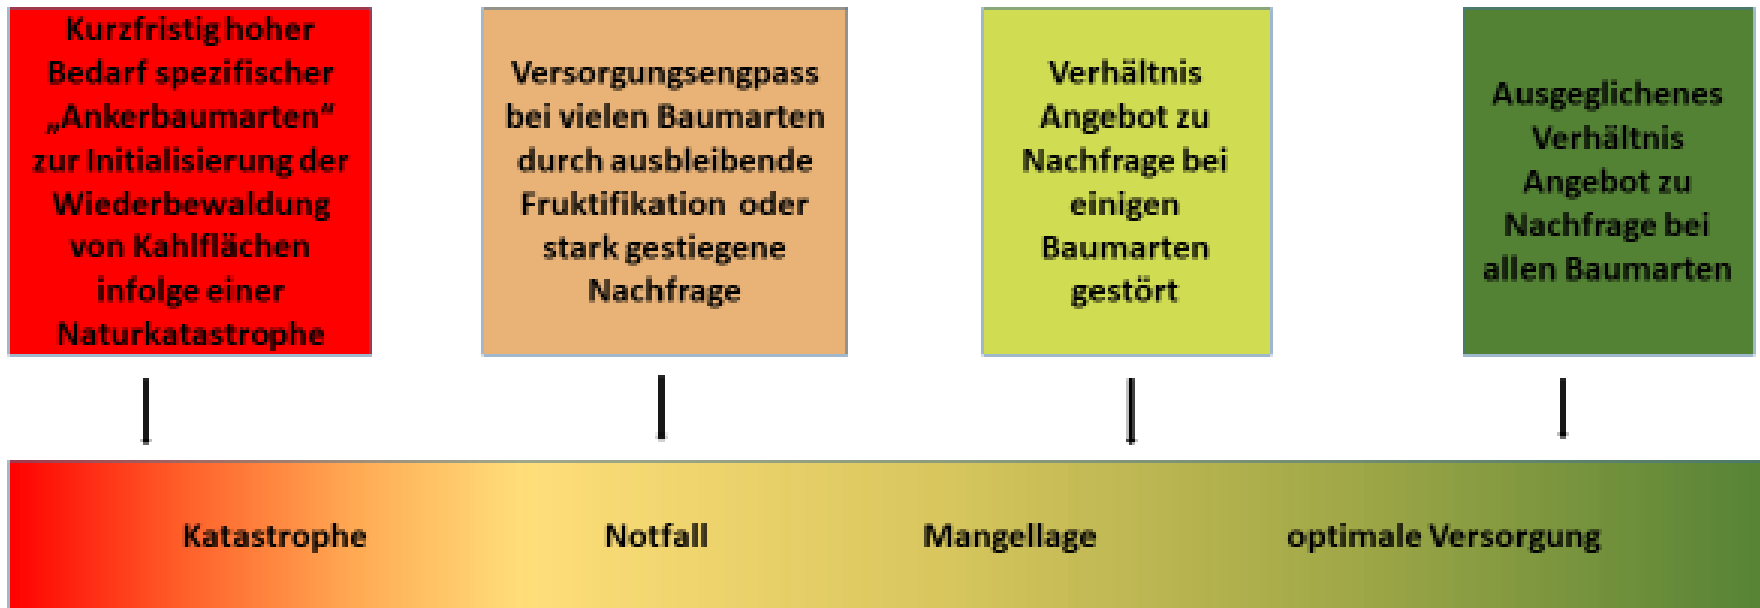 Kurzfristig hoher
Bedarf spezifischer
„Ankerbaumarten“
zur Initialisierung der
Wiederbewaldung
von Kahlflächen
infolge einer
Naturkatastrophe
Versorgungsengpass
bei vielen Baumarten
durch ausbleibende
Fruktifikation oder
stark gestiegene
Nachfrage
Verhältnis
Angebot zu
Nachfrage bei
einigen
Baumarten
gestört
Ausgeglichenes
Verhältnis
Angebot zu
Nachfrage bei
allen Baumarten
Katastrophe
Notfall
Mangellage
optimale Versorgung